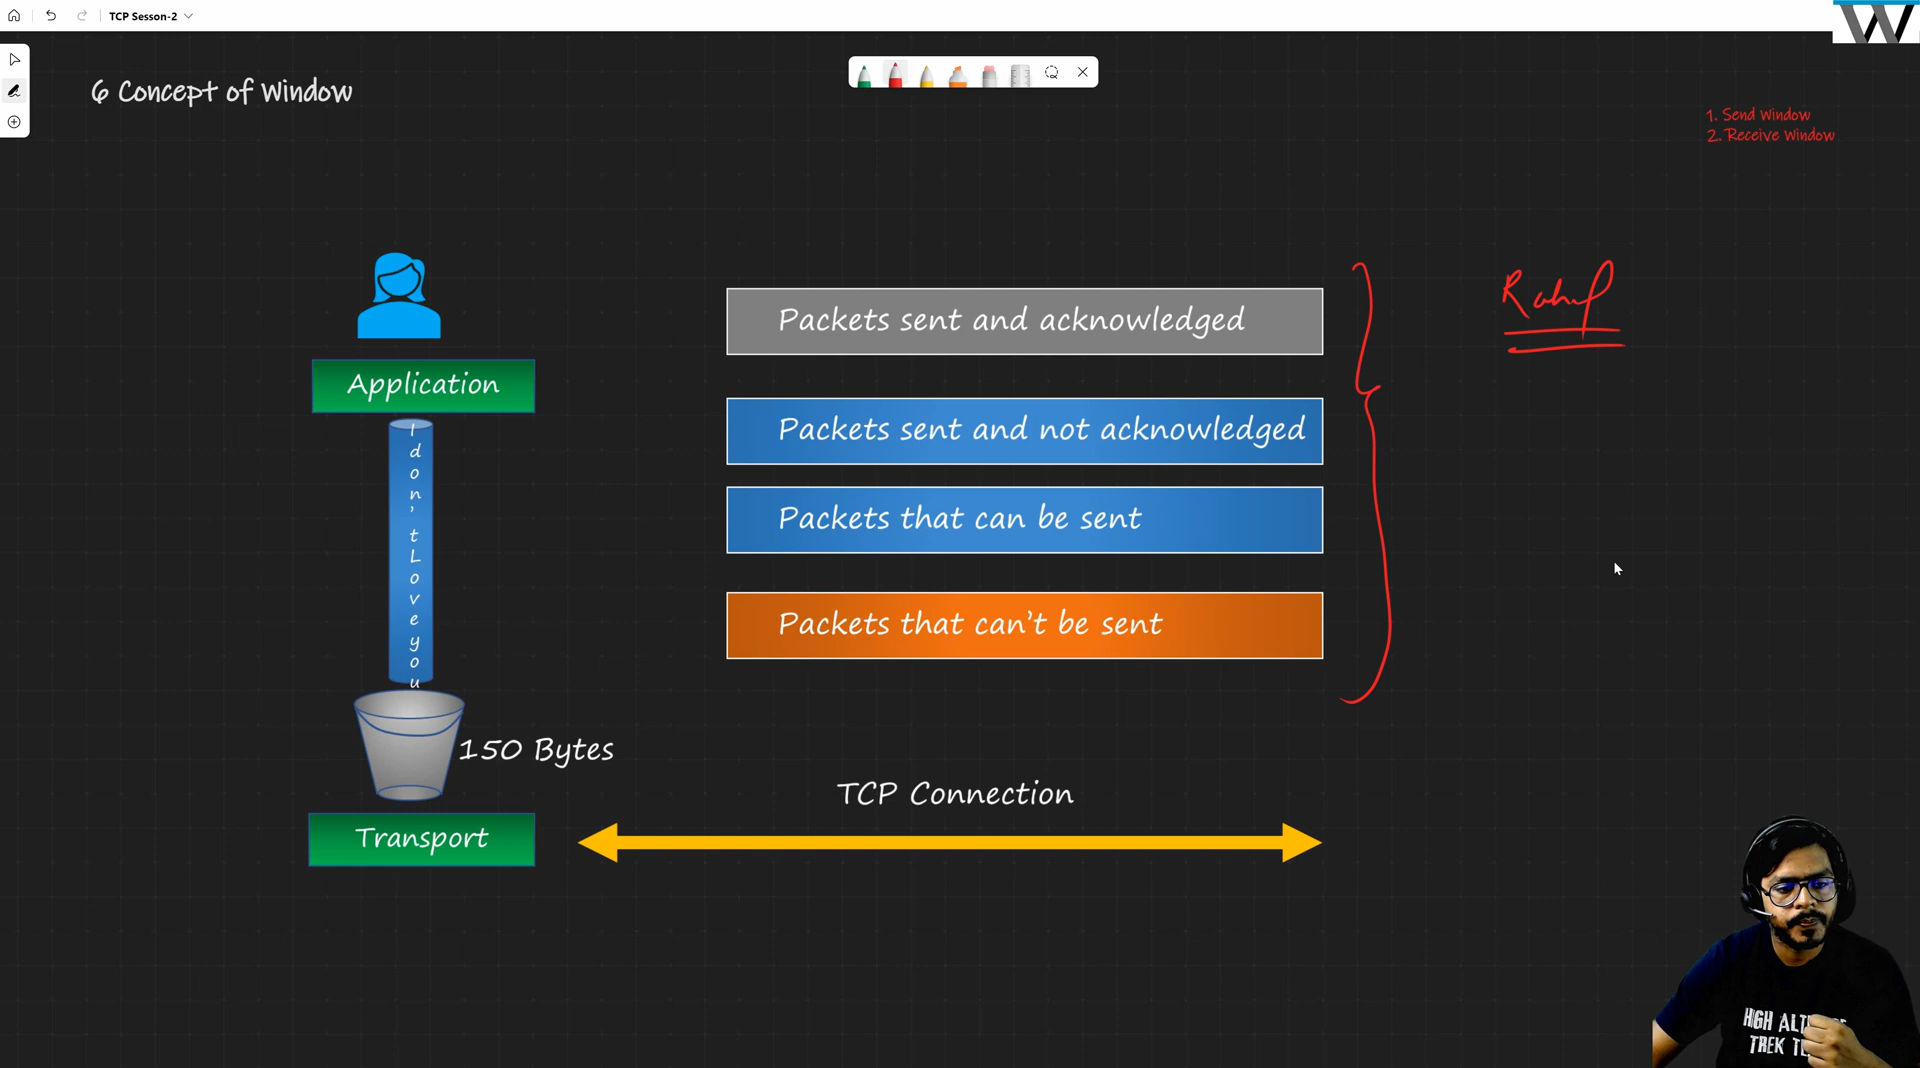 TCP Sesson-2
6 Concept of Window
1. Send Window
2. Receive Window
Rahul
Packets sent and acknowledged
Application
Packets sent and not acknowledged
I don't Love you
Packets that can be sent
Packets that can't be sent
150 Bytes
TCP Connection
Transport
HIGH
TREK